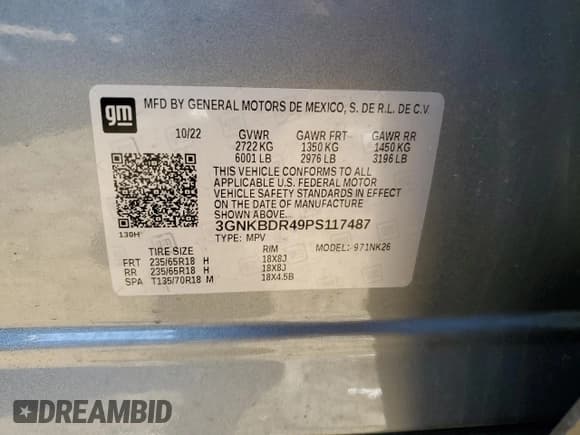 gm MFD BY GENERAL MOTORS DE MEXICO, S. DE R.L. DE C.V.
10/22 GVWR GAWR FRT GAWR RR
2722 KG 1350 KG 1450 KG
6001 LB 2976 LB 3196 LB
THIS VEHICLE CONFORMS TO ALL
APPLICABLE U.S. FEDERAL MOTOR
VEHICLE SAFETY STANDARDS IN EFFECT
ON THE DATE OF MANUFACTURE
SHOWN ABOVE..
3GNKBDR49PS117487
130H TYPE: MPV MODEL: -971NK26
TIRE SIZE RIM
FRT 235/65R18 H 18X8J
RR 235/65R18 H 18X8J
SPA T135/70R18 M 18X4.5B
DREAMBID